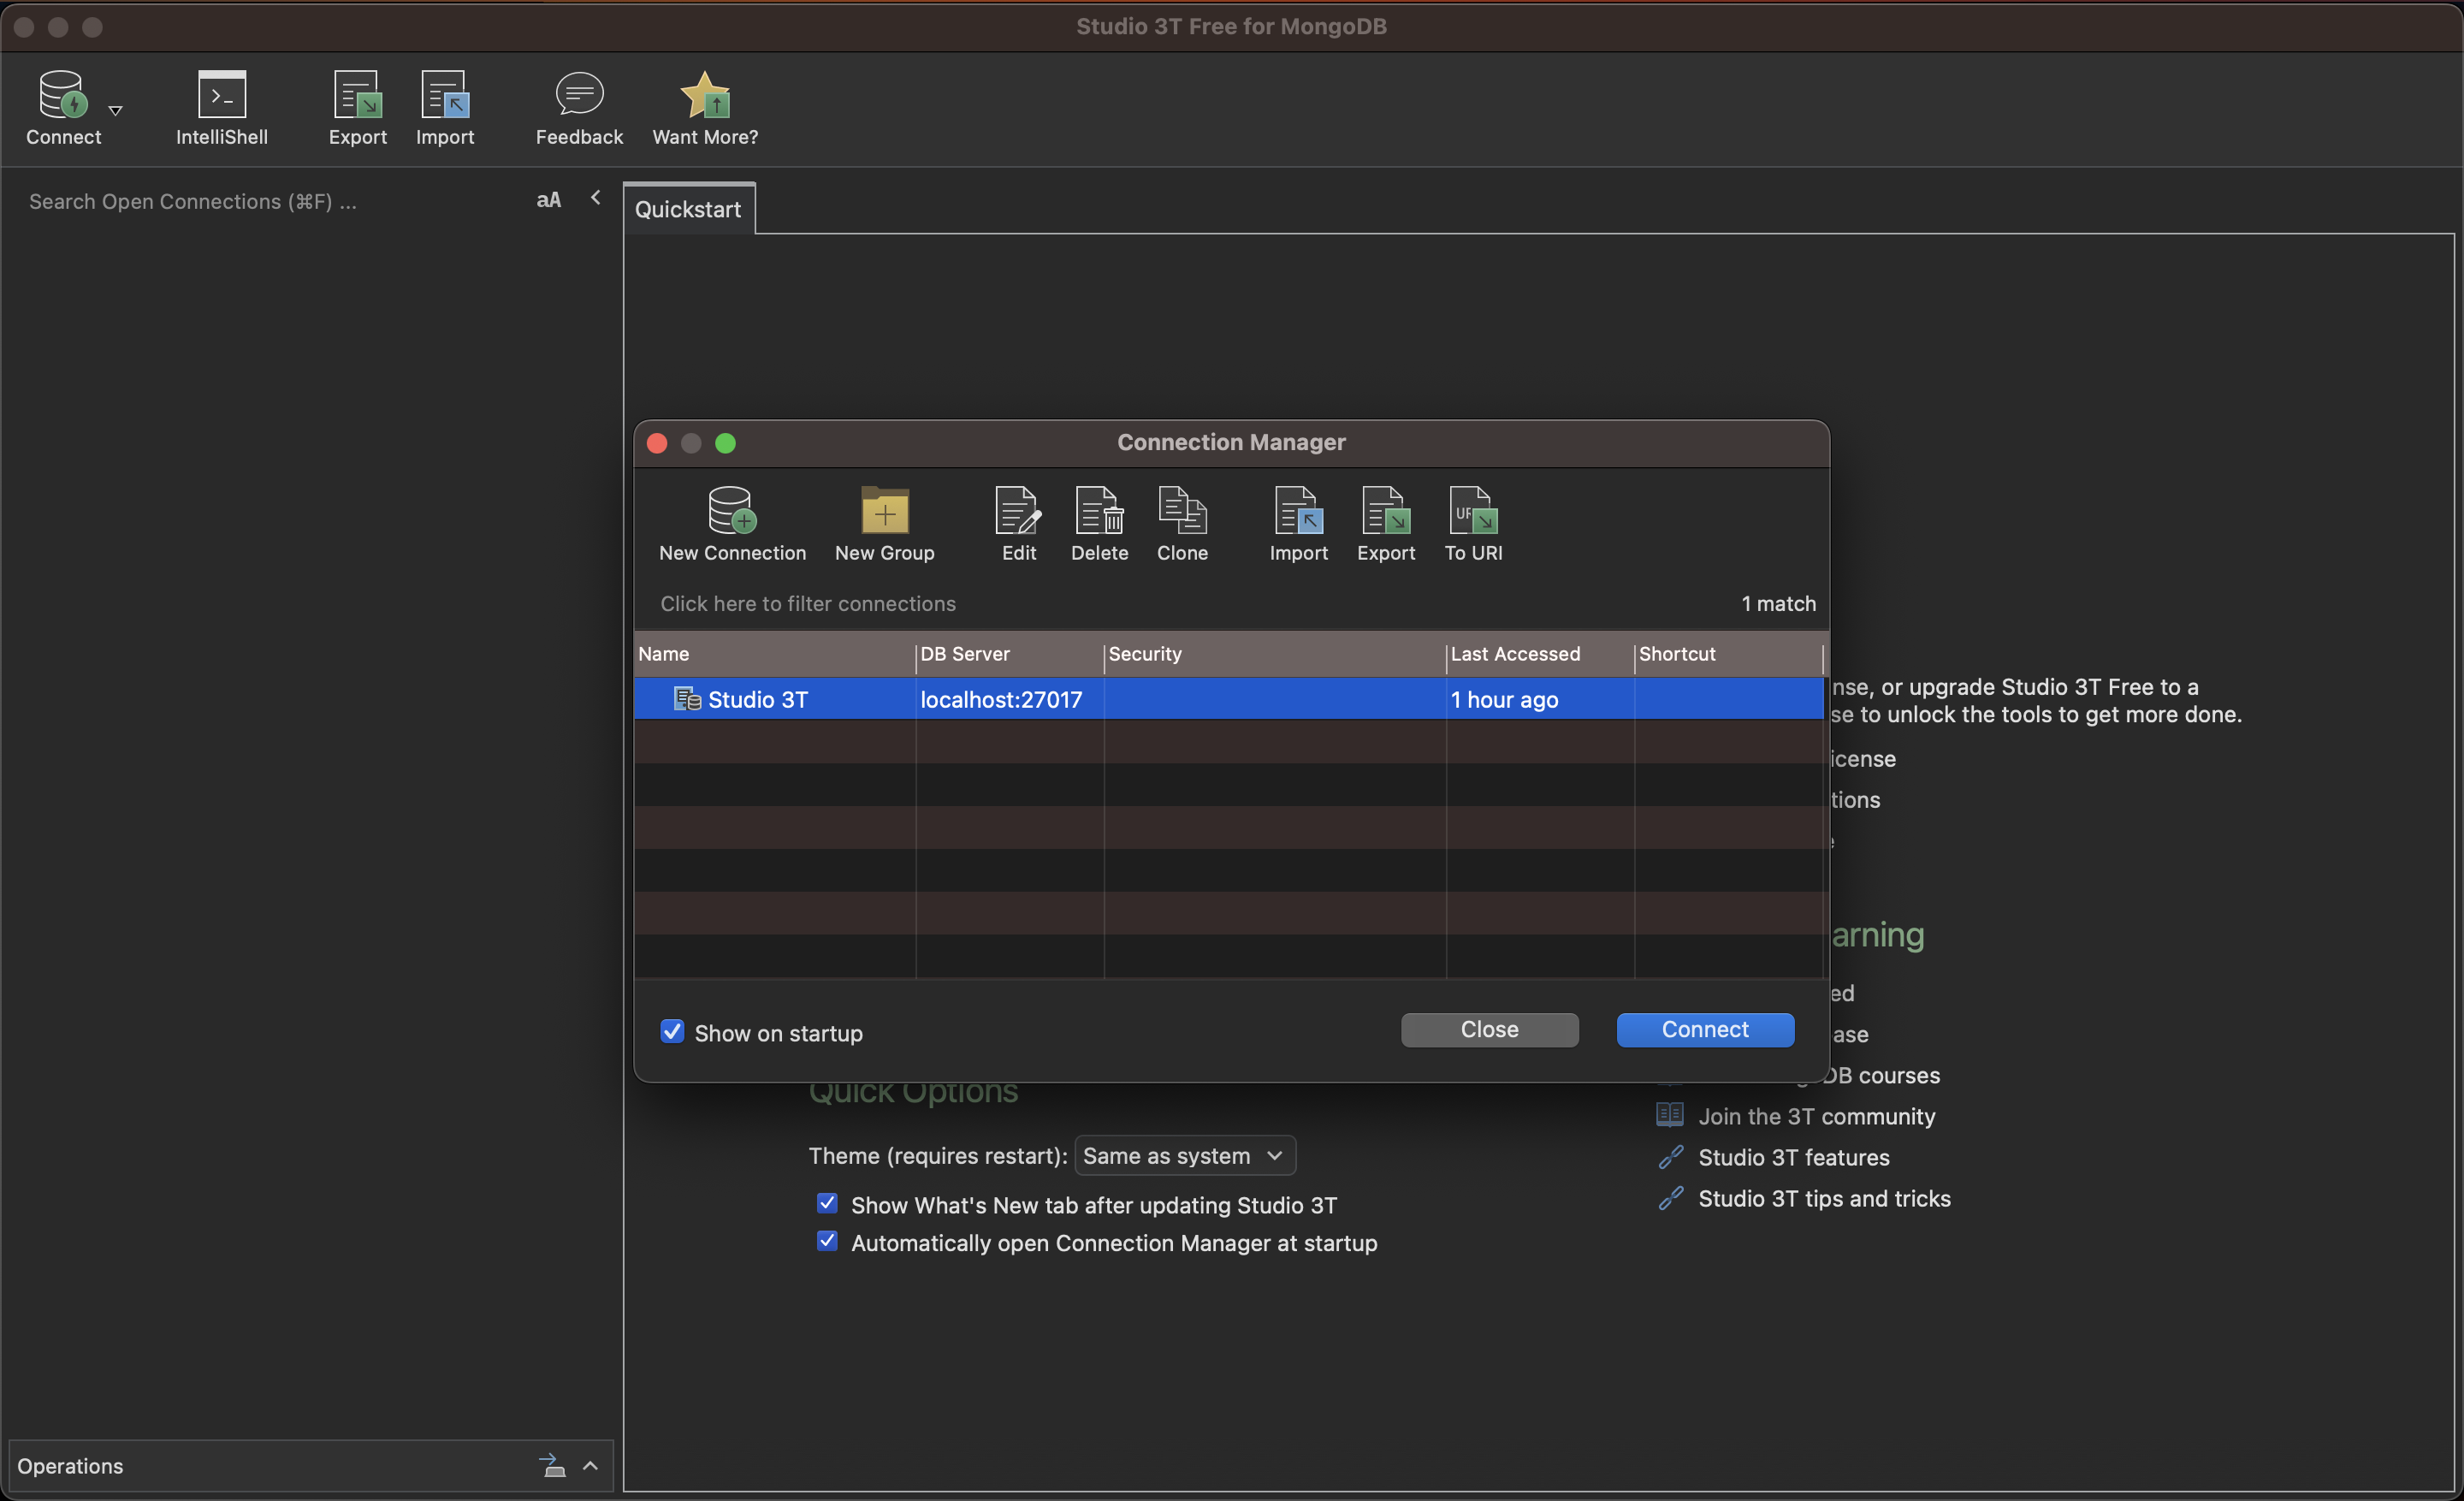 Studio 3T Free for MongoDB
Connect
IntelliShell
Export
Import
Feedback
Want More?
Search Open Connections (⌘F) ...
aA
Quickstart
Connection Manager
New Connection
New Group
Edit
Delete
Clone
Import
Export
To URI
Click here to filter connections
1 match
Name
DB Server
Security
Last Accessed
Shortcut
Studio 3T
localhost:27017
1 hour ago
Show on startup
Close
Connect
nse, or upgrade Studio 3T Free to a
se to unlock the tools to get more done.
icense
tions
arning
ed
ase
DB courses
Join the 3T community
Studio 3T features
Studio 3T tips and tricks
Quick Options
Theme (requires restart):
Same as system
Show What's New tab after updating Studio 3T
Automatically open Connection Manager at startup
Operations